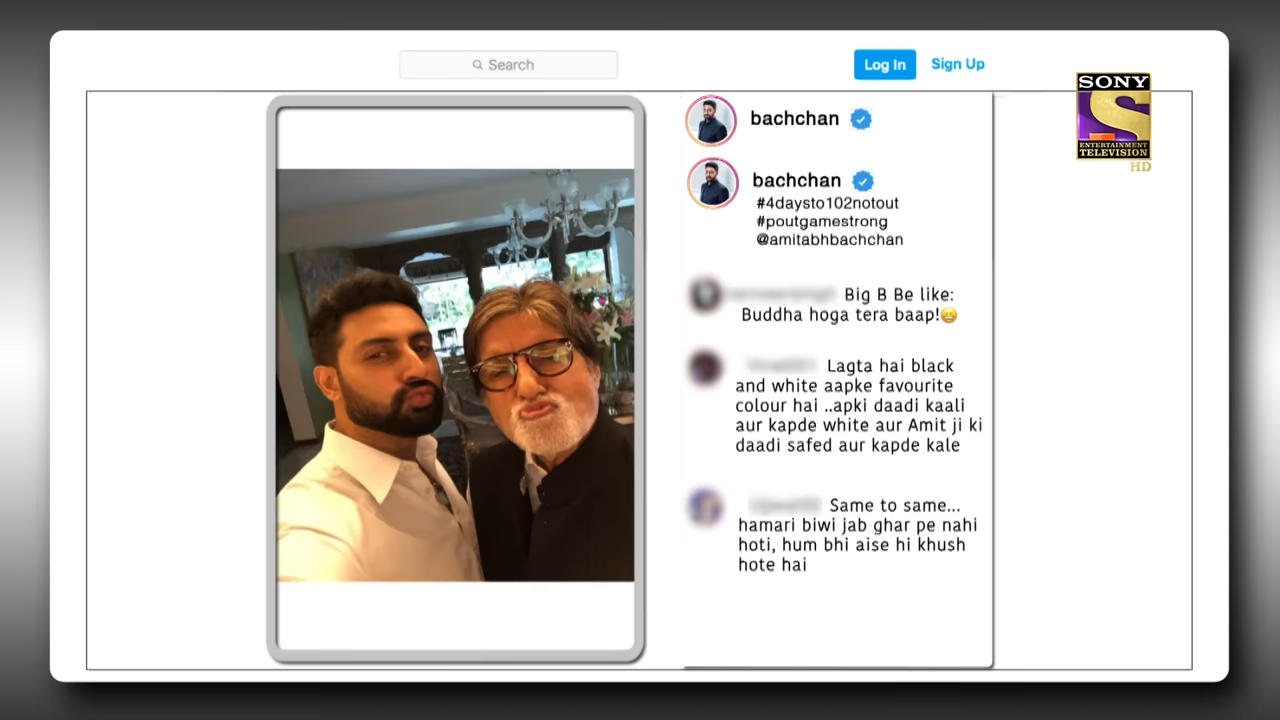 Search
Log In
Sign Up
SONY
ENTERTAINMENT
TELEVISION
HD
bachchan
bachchan
#4daysto102notout
#poutgamestrong
@amitabhbachchan
Big B Be like:
Buddha hoga tera baap!😁
Lagta hai black
and white aapke favourite
colour hai ..apki daadi kaali
aur kapde white aur Amit ji ki
daadi safed aur kapde kale
Same to same...
hamari biwi jab ghar pe nahi
hoti, hum bhi aise hi khush
hote hai